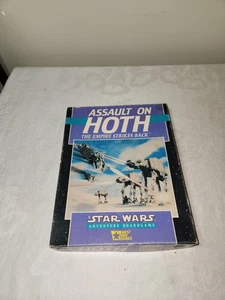 ASSAULT ON
HOTH
THE EMPIRE STRIKES BACK
STAR WARS
ADVENTURE BOARDGAME